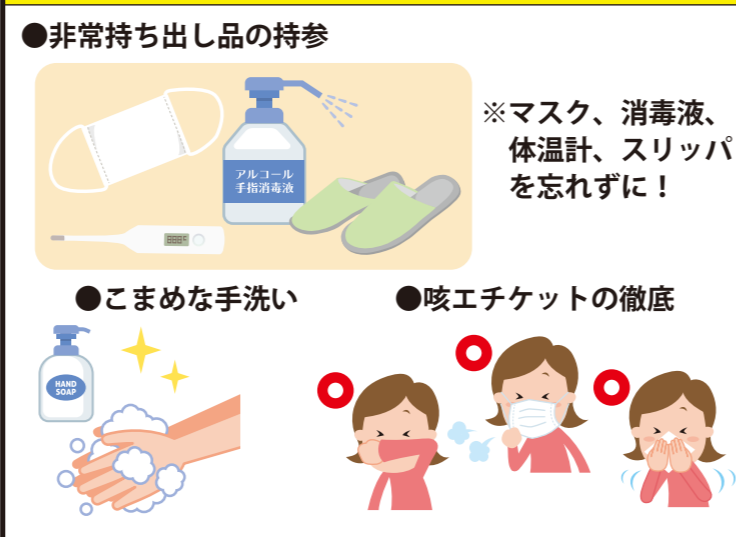 ●非常持ち出し品の持参
※マスク、消毒液、
体温計、スリッパ
を忘れずに！
アルコール
手指消毒液
●こまめな手洗い
●咳エチケットの徹底
HAND
SOAP